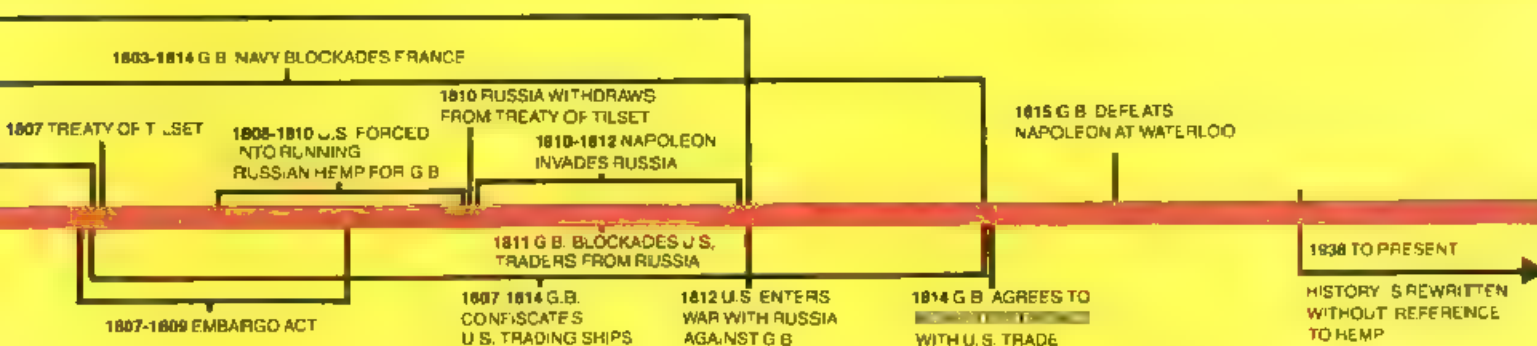 1803-1814 G B NAVY BLOCKADES FRANCE
1810 RUSSIA WITHDRAWS
FROM TREATY OF TILSET
1615 G B DEFEATS
NAPOLEON AT WATERLOO
1807 TREATY OF T LSET
1808-1810 U.S. FORCED
NTO RUNNING
RUSSIAN HEMP FOR G B
1810-1812 NAPOLEON
INVADES RUSSIA
1811 G B. BLOCKADES U S,
TRADERS FROM RUSSIA
1938 TO PRESENT
HISTORY S REWRITTEN
WITHOUT REFERENCE
TO HEMP
1807-1809 EMBARGO ACT
1807 1814 G.B.
CONFISCATES
U S. TRADING SHIPS
1812 U.S ENTERS
WAR WITH RUSSIA
AGAINST G B
1814 G B AGREES TO
WITH U.S. TRADE